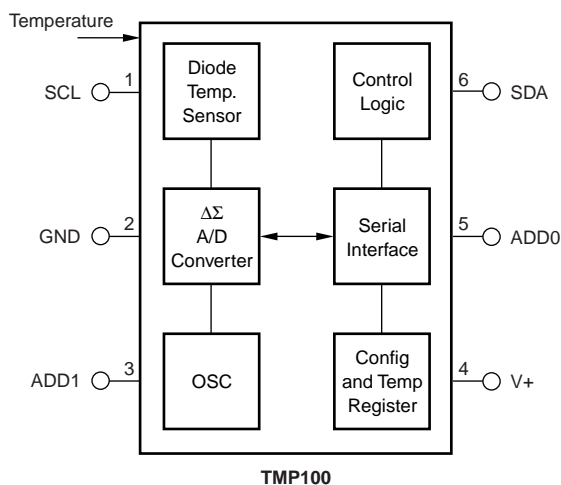 Temperature
SCL
1
Diode
Temp.
Sensor
Control
Logic
6
SDA
GND
2
ΔΣ
A/D
Converter
Serial
Interface
5
ADD0
ADD1
3
OSC
Config
and Temp
Register
4
V+
TMP100